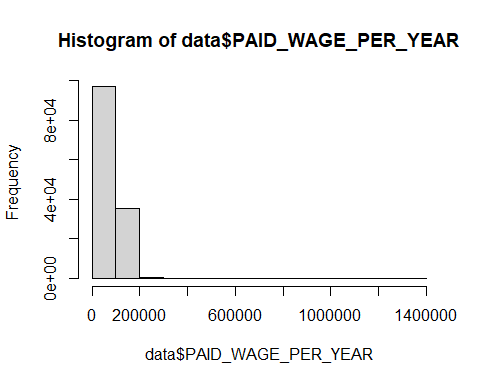 Histogram of data$PAID_WAGE_PER_YEAR
Frequency
8e+04
4e+04
0e+00
0 200000 600000 1000000 1400000
data$PAID_WAGE_PER_YEAR